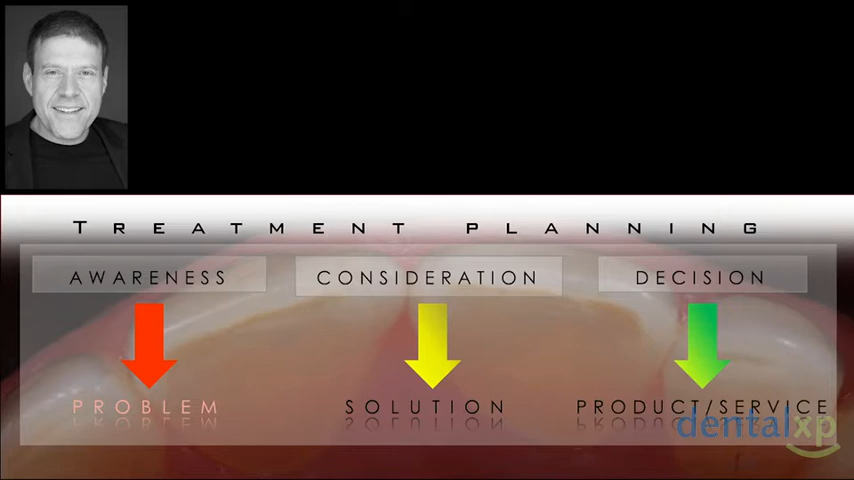 TREATMENT PLANNING
AWARENESS CONSIDERATION DECISION
PROBLEM SOLUTION PRODUCT/SERVICE
dentalxp